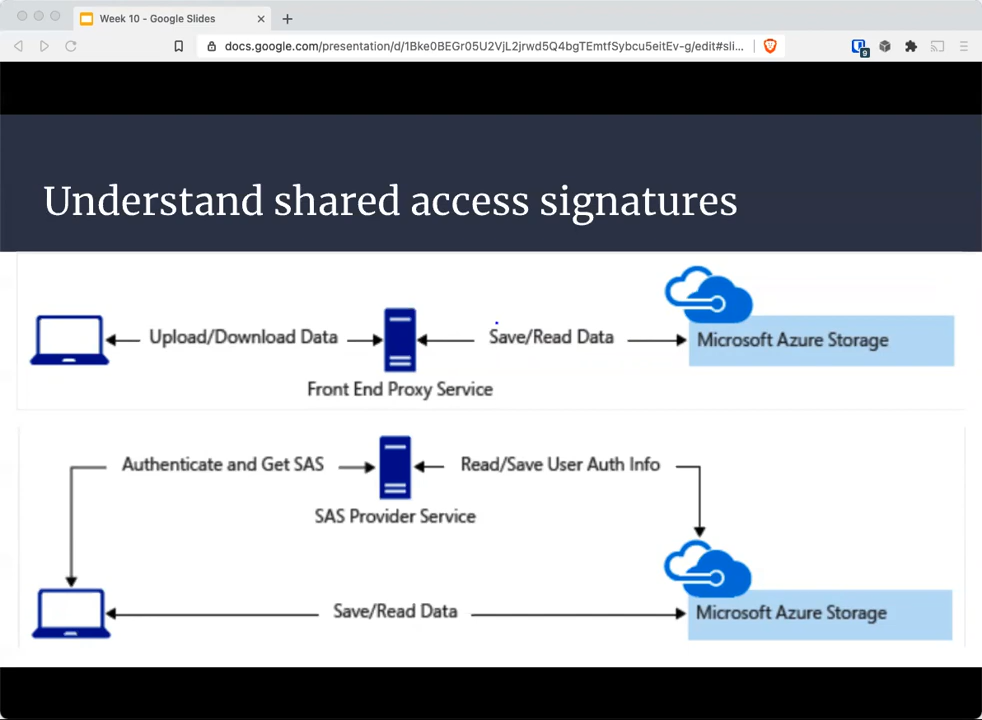 Week 10 - Google Slides
docs.google.com/presentation/d/1Bke0BEGr05U2VjL2jrwd5Q4bgTEmtfSybcu5eitEv-g/edit#sli...
9
Understand shared access signatures
Upload/Download Data
Save/Read Data
Microsoft Azure Storage
Front End Proxy Service
Authenticate and Get SAS
Read/Save User Auth Info
SAS Provider Service
Save/Read Data
Microsoft Azure Storage